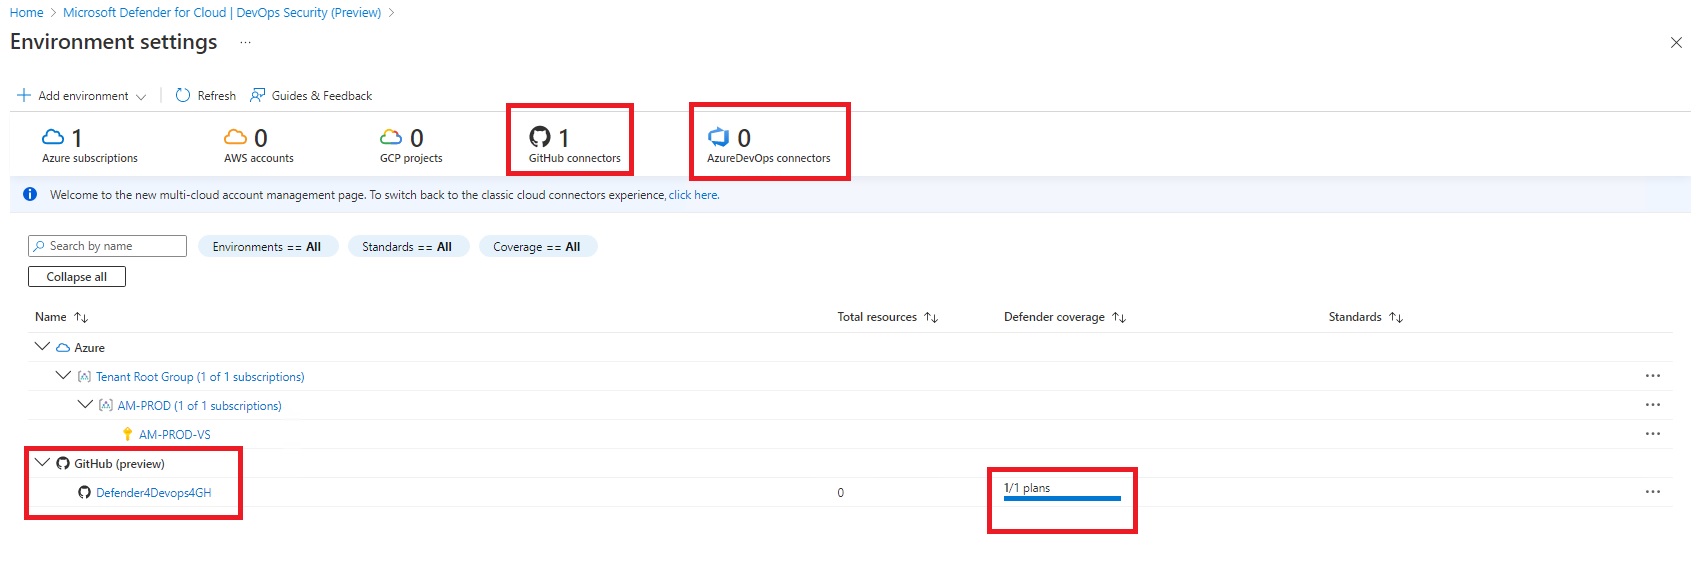 Home > Microsoft Defender for Cloud | DevOps Security (Preview) >
Environment settings ...
Add environment Refresh Guides & Feedback
1 0 0 1 0
Azure subscriptions AWS accounts GCP projects GitHub connectors AzureDevOps connectors
Welcome to the new multi-cloud account management page. To switch back to the classic cloud connectors experience, click here.
Search by name Environments == All Standards == All Coverage == All
Collapse all
Name Total resources Defender coverage Standards
Azure
Tenant Root Group (1 of 1 subscriptions)
AM-PROD (1 of 1 subscriptions)
AM-PROD-VS
GitHub (preview)
Defender4Devops4GH 0 1/1 plans